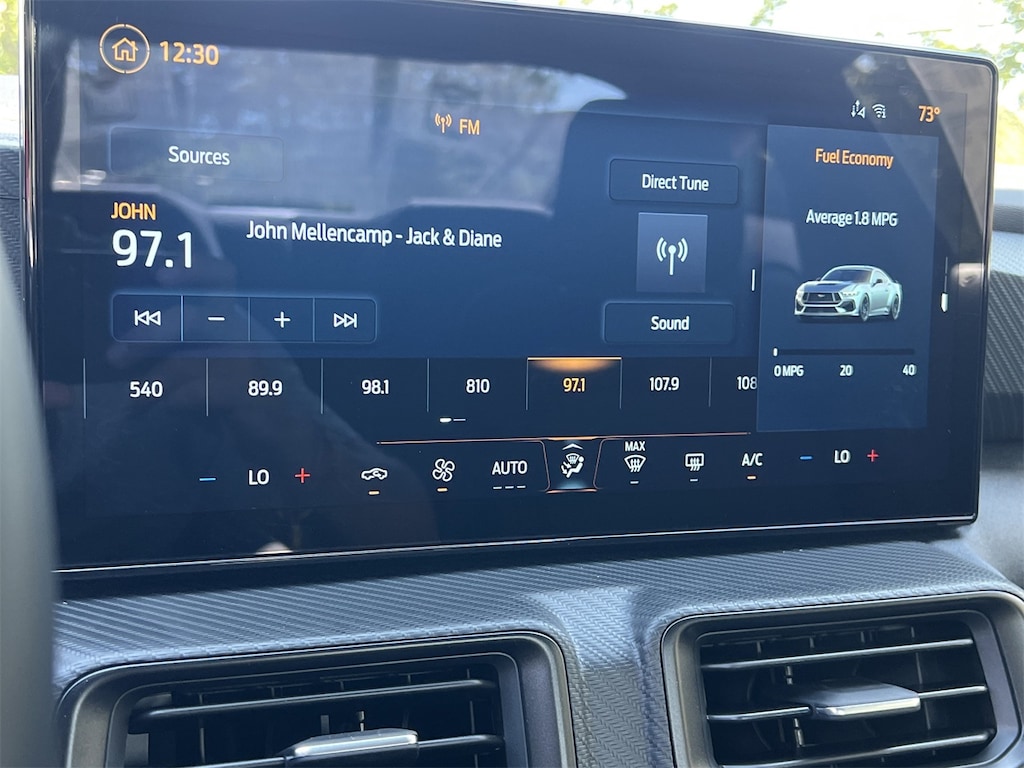 12:30
FM
73°
Sources
Direct Tune
Fuel Economy
JOHN
97.1
John Mellencamp - Jack & Diane
Average 1.8 MPG
Sound
0 MPG 20 40
540 89.9 98.1 810 97.1 107.9 108
LO AUTO MAX A/C LO